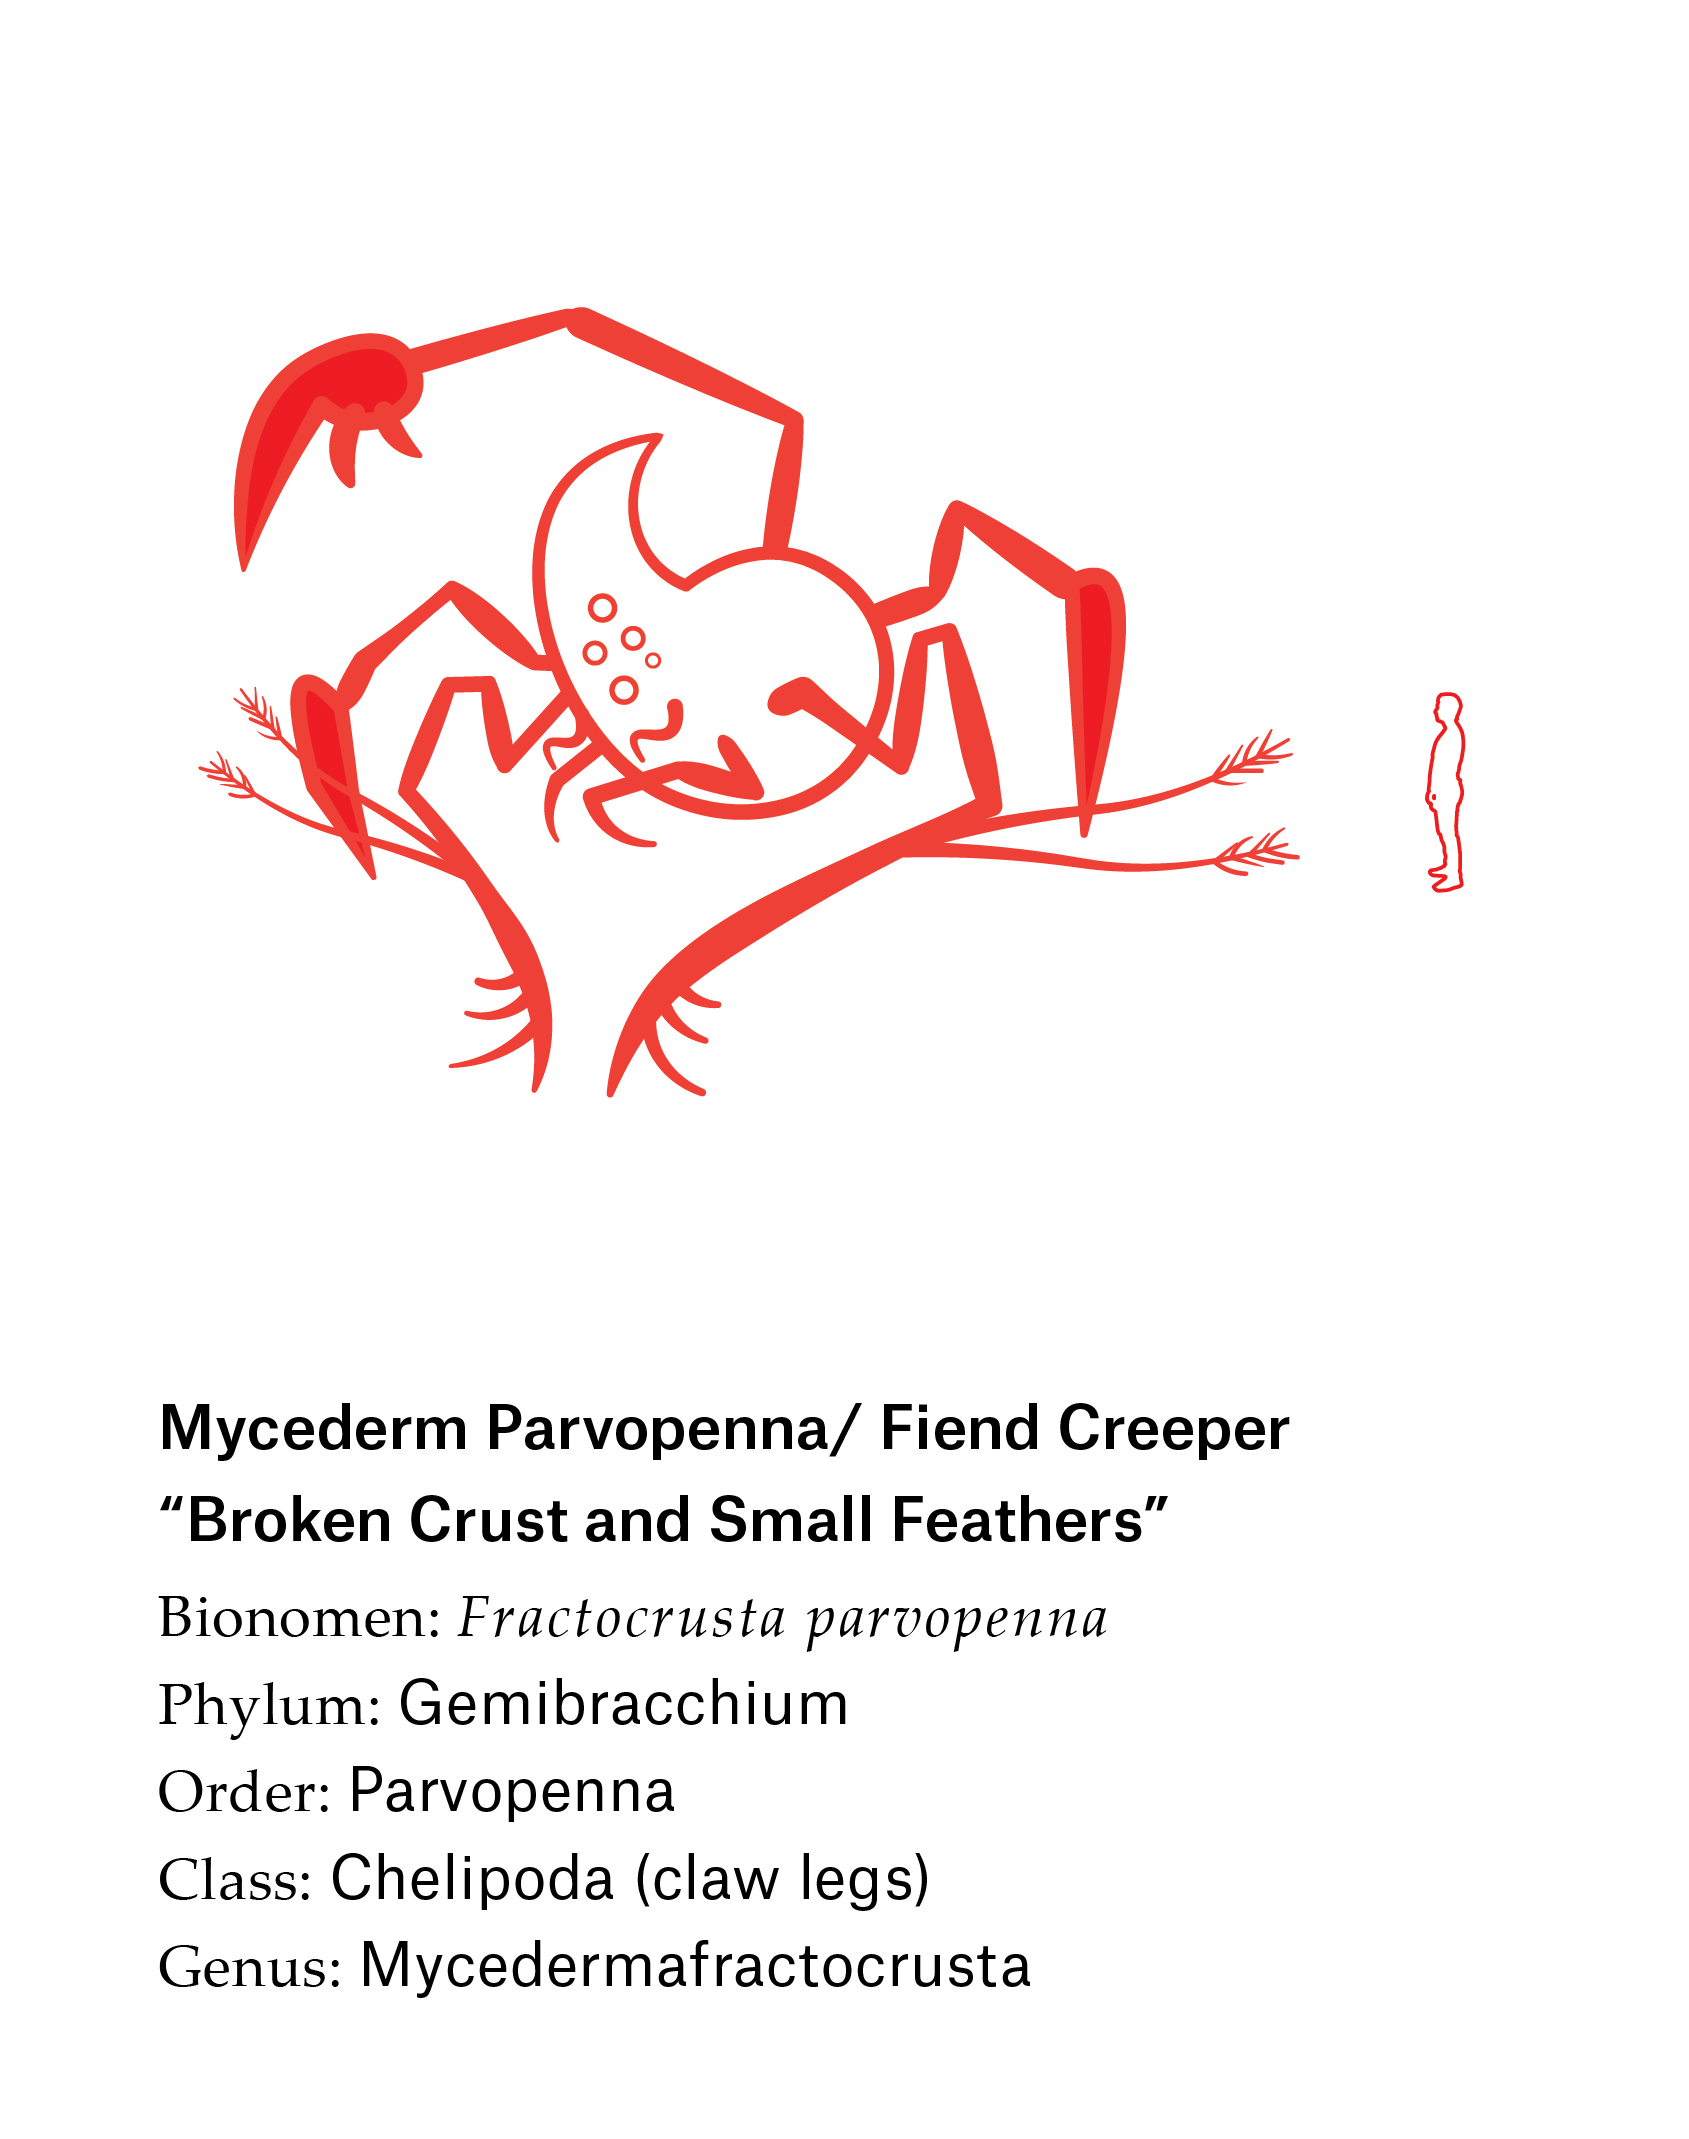 Mycederm Parvopenna/ Fiend Creeper
“Broken Crust and Small Feathers”
Bionomen: Fractocrusta parvopenna
Phylum: Gemibracchium
Order: Parvopenna
Class: Chelipoda (claw legs)
Genus: Mycedermafractocrusta